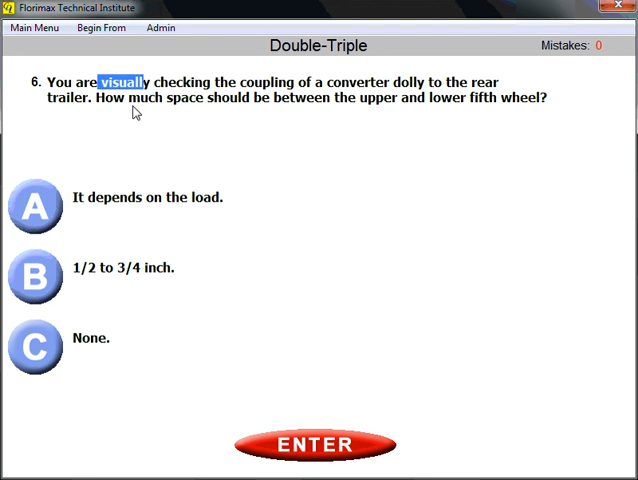 Florimax Technical Institute
Main Menu Begin From Admin
Double-Triple Mistakes: 0
6. You are visually checking the coupling of a converter dolly to the rear
trailer. How much space should be between the upper and lower fifth wheel?
A It depends on the load.
B 1/2 to 3/4 inch.
C None.
ENTER